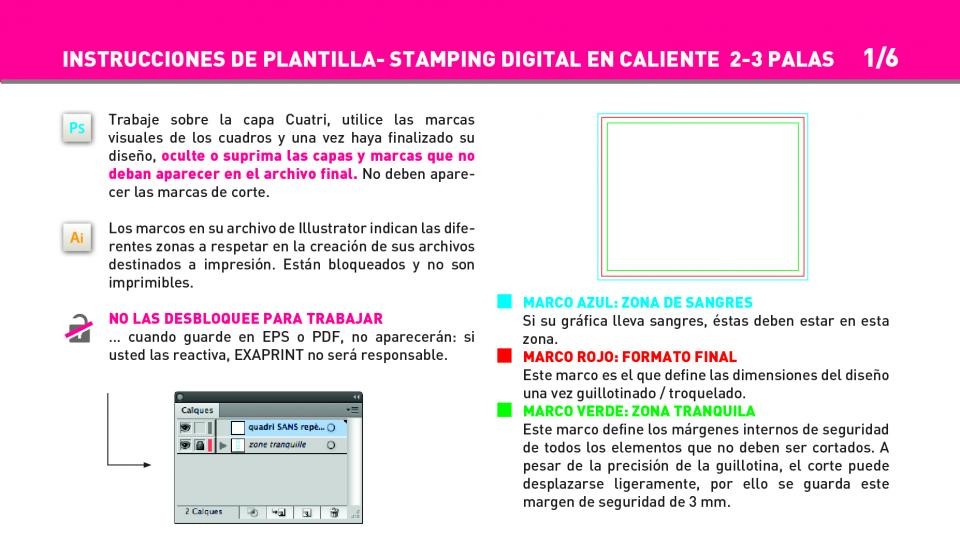 INSTRUCCIONES DE PLANTILLA- STAMPING DIGITAL EN CALIENTE 2-3 PALAS 1/6
Ps
Trabaje sobre la capa Cuatri, utilice las marcas
visuales de los cuadros y una vez haya finalizado su
diseño, oculte o suprima las capas y marcas que no
deban aparecer en el archivo final. No deben apare-
cer las marcas de corte.
Ai
Los marcos en su archivo de Illustrator indican las dife-
rentes zonas a respetar en la creación de sus archivos
destinados a impresión. Están bloqueados y no son
imprimibles.
NO LAS DESBLOQUEE PARA TRABAJAR
... cuando guarde en EPS o PDF, no aparecerán: si
usted las reactiva, EXAPRINT no será responsable.
Calques
quadri SANS repè...
zone tranquille
2 Calques
MARCO AZUL: ZONA DE SANGRES
Si su gráfica lleva sangres, éstas deben estar en esta
zona.
MARCO ROJO: FORMATO FINAL
Este marco es el que define las dimensiones del diseño
una vez guillotinado / troquelado.
MARCO VERDE: ZONA TRANQUILA
Este marco define los márgenes internos de seguridad
de todos los elementos que no deben ser cortados. A
pesar de la precisión de la guillotina, el corte puede
desplazarse ligeramente, por ello se guarda este
margen de seguridad de 3 mm.